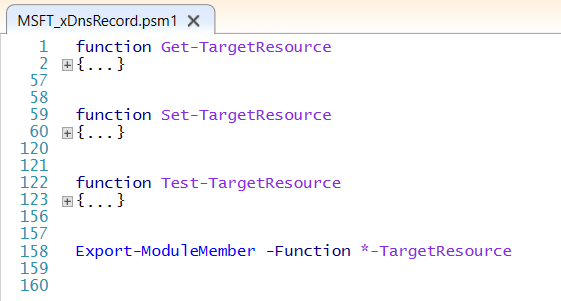 MSFT_xDnsRecord.psm1
1 function Get-TargetResource
2 {...}
57
58
59 function Set-TargetResource
60 {...}
120
121
122 function Test-TargetResource
123 {...}
156
157
158 Export-ModuleMember -Function *-TargetResource
159
160